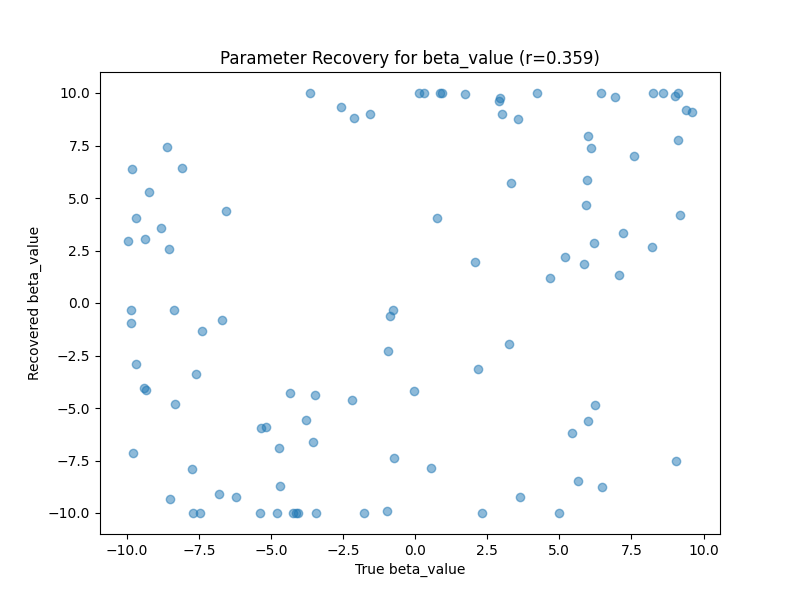 Parameter Recovery for beta_value (r=0.359)
10.0
7.5
5.0
2.5
0.0
−2.5
−5.0
−7.5
−10.0
Recovered beta_value
−10.0 −7.5 −5.0 −2.5 0.0 2.5 5.0 7.5 10.0
True beta_value